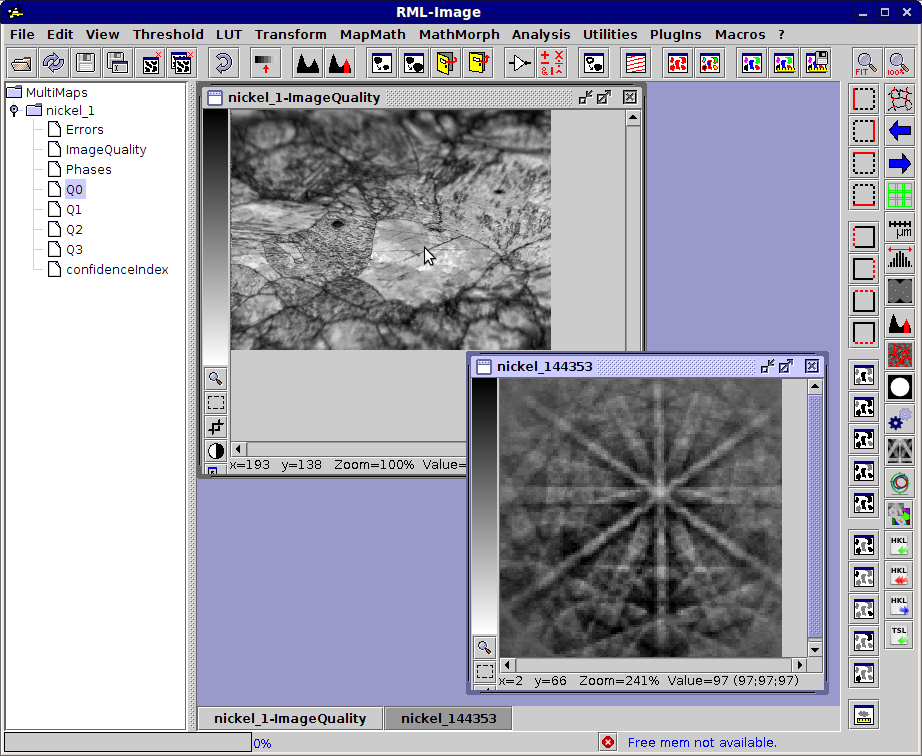 RML-Image
File Edit View Threshold LUT Transform MapMath MathMorph Analysis Utilities Plugins Macros ?
FIT
100%
MultiMaps
nickel_1
Errors
ImageQuality
Phases
Q0
Q1
Q2
Q3
confidenceIndex
nickel_1-ImageQuality
x=193 y=138 Zoom=100% Value=
nickel_144353
x=2 y=66 Zoom=241% Value=97 (97;97;97)
µm
HKL
HKL
HKL
TSL
nickel_1-ImageQuality nickel_144353
0%
Free mem not available.